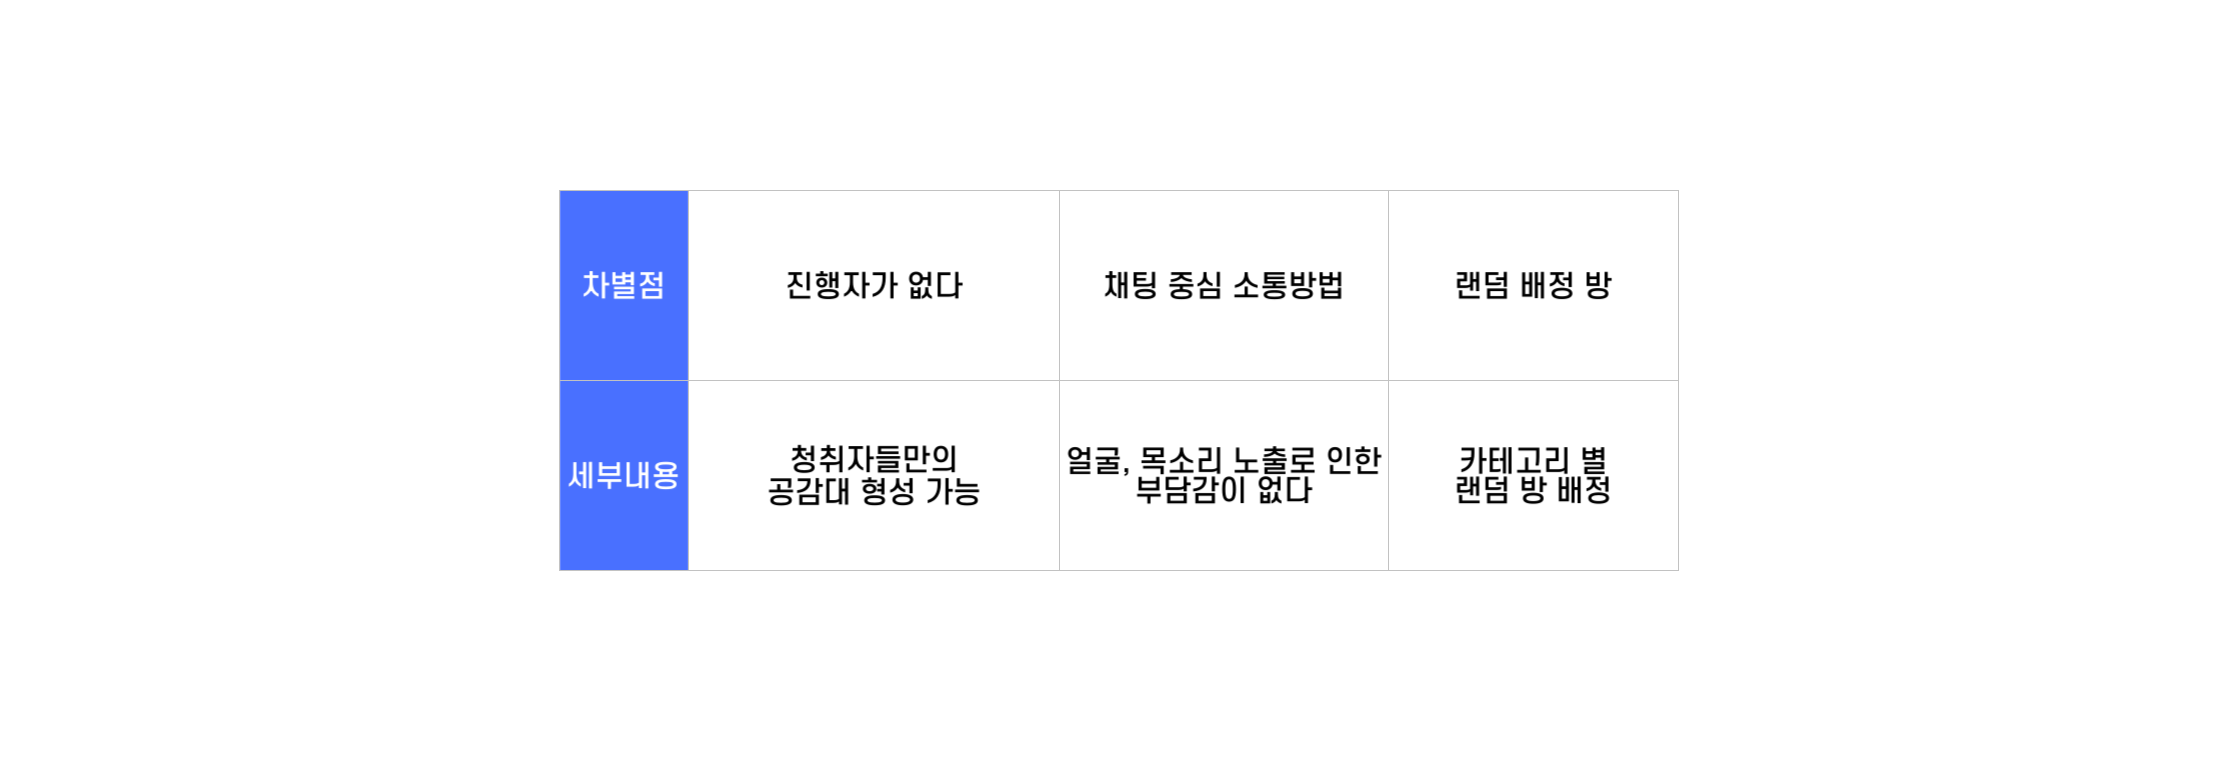 차별점
진행자가 없다
채팅 중심 소통방법
랜덤 배정 방
세부내용
청취자들만의
공감대 형성 가능
얼굴, 목소리 노출로 인한
부담감이 없다
카테고리 별
랜덤 방 배정